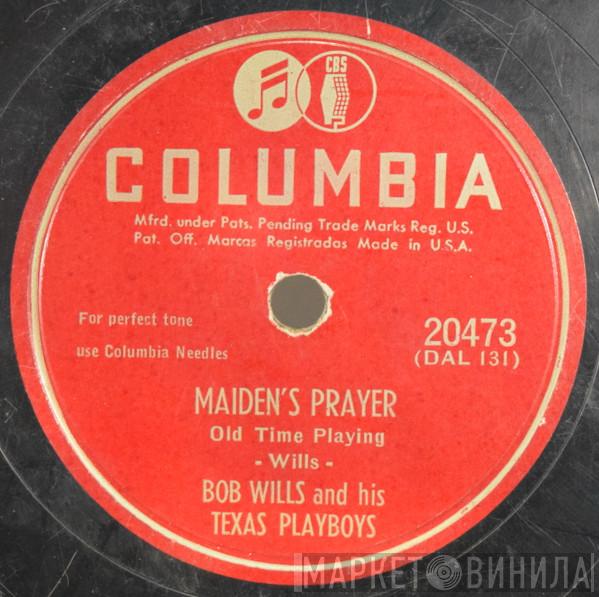 CBS
COLUMBIA
Mfrd. under Pats. Pending Trade Marks Reg. U.S.
Pat. Off. Marcas Registradas Made in U.S.A.
For perfect tone
use Columbia Needles
20473
(DAL 131)
MAIDEN'S PRAYER
Old Time Playing
- Wills -
BOB WILLS and his
TEXAS PLAYBOYS
МАРКЕТ ВИНИЛА